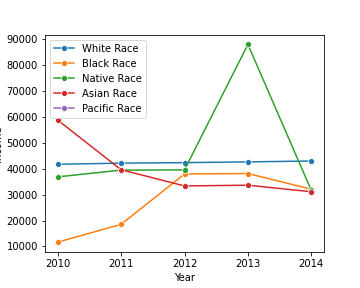 90000
80000
70000
60000
50000
40000
30000
20000
10000
White Race
Black Race
Native Race
Asian Race
Pacific Race
2010 2011 2012 2013 2014
Year